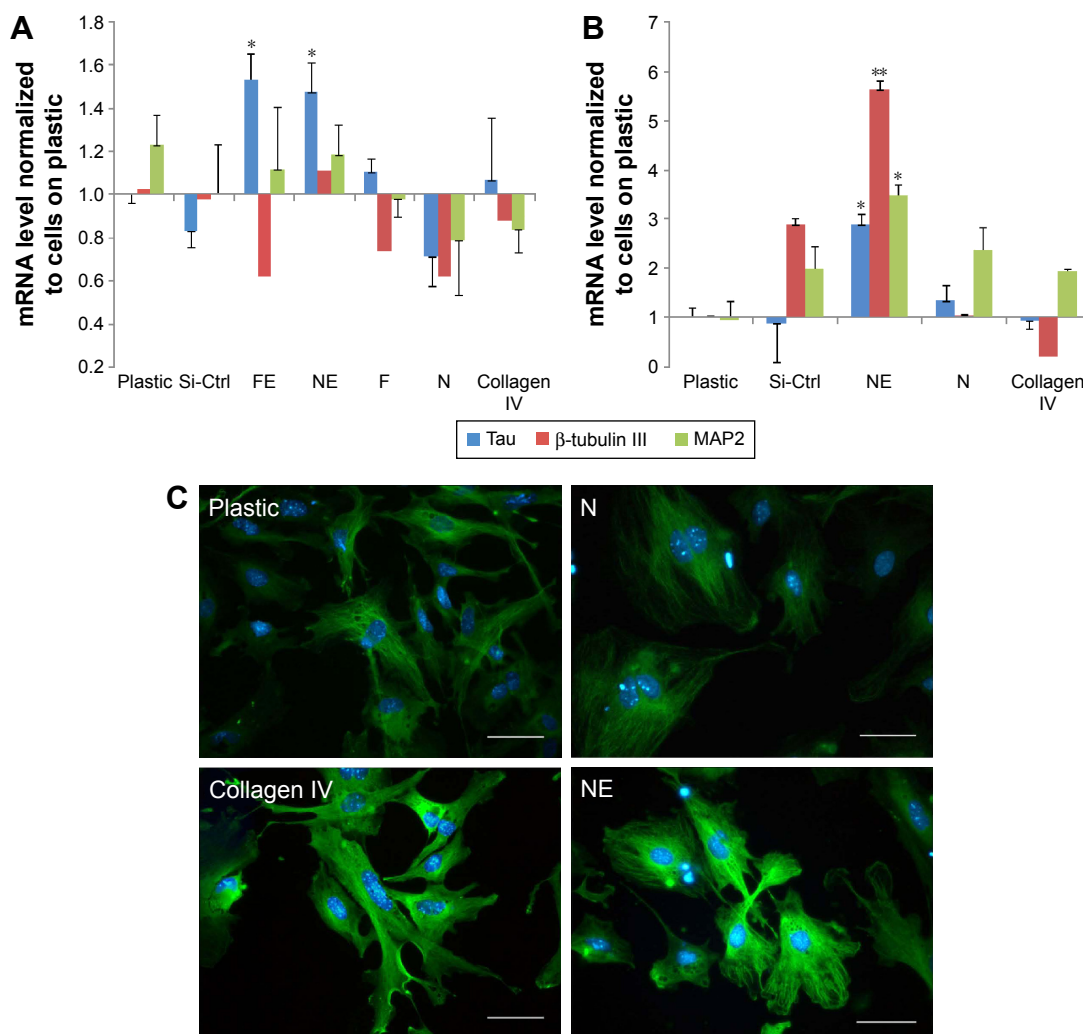 A
mRNA level normalized
to cells on plastic
1.8
1.6
1.4
1.2
1.0
0.8
0.6
0.4
0.2
*
*
Plastic
Si-Ctrl
FE
NE
F
N
Collagen
IV
B
mRNA level normalized
to cells on plastic
7
6
5
4
3
2
1
0
*
**
*
Plastic
Si-Ctrl
NE
N
Collagen
IV
Tau
β-tubulin III
MAP2
C
Plastic
N
Collagen IV
NE